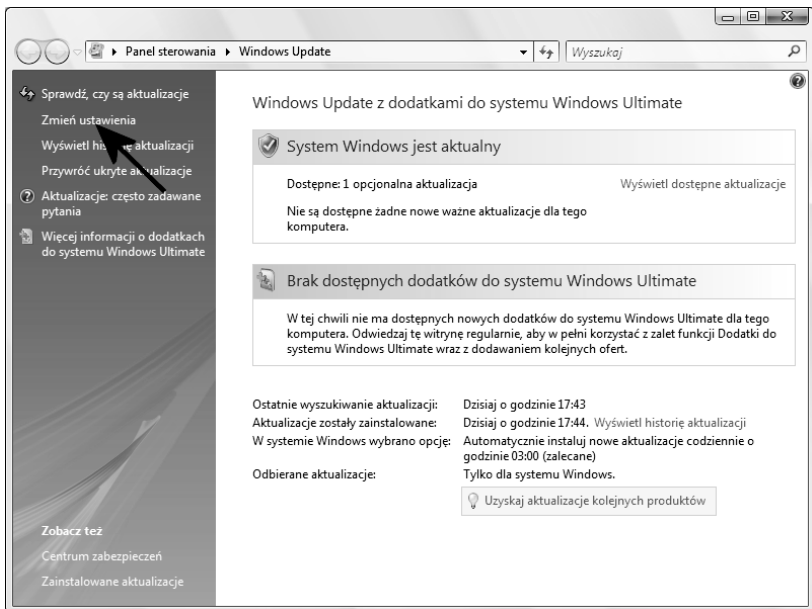 Panel sterowania Windows Update
Wyszukaj
Sprawdź, czy są aktualizacje
Zmień ustawienia
Wyświetl historię aktualizacji
Przywróć ukryte aktualizacje
Aktualizacje: często zadawane
pytania
Więcej informacji o dodatkach
do systemu Windows Ultimate
Zobacz też
Centrum zabezpieczeń
Zainstalowane aktualizacje
Windows Update z dodatkami do systemu Windows Ultimate
System Windows jest aktualny
Dostępne: 1 opcjonalna aktualizacja Wyświetl dostępne aktualizacje
Nie są dostępne żadne nowe ważne aktualizacje dla tego
komputera.
Brak dostępnych dodatków do systemu Windows Ultimate
W tej chwili nie ma dostępnych nowych dodatków do systemu Windows Ultimate dla tego
komputera. Odwiedzaj tę witrynę regularnie, aby w pełni korzystać z zalet funkcji Dodatki do
systemu Windows Ultimate wraz z dodawaniem kolejnych ofert.
Ostatnie wyszukiwanie aktualizacji: Dzisiaj o godzinie 17:43
Aktualizacje zostały zainstalowane: Dzisiaj o godzinie 17:44. Wyświetl historię aktualizacji
W systemie Windows wybrano opcję: Automatycznie instaluj nowe aktualizacje codziennie o
godzinie 03:00 (zalecane)
Odbierane aktualizacje: Tylko dla systemu Windows.
Uzyskaj aktualizacje kolejnych produktów